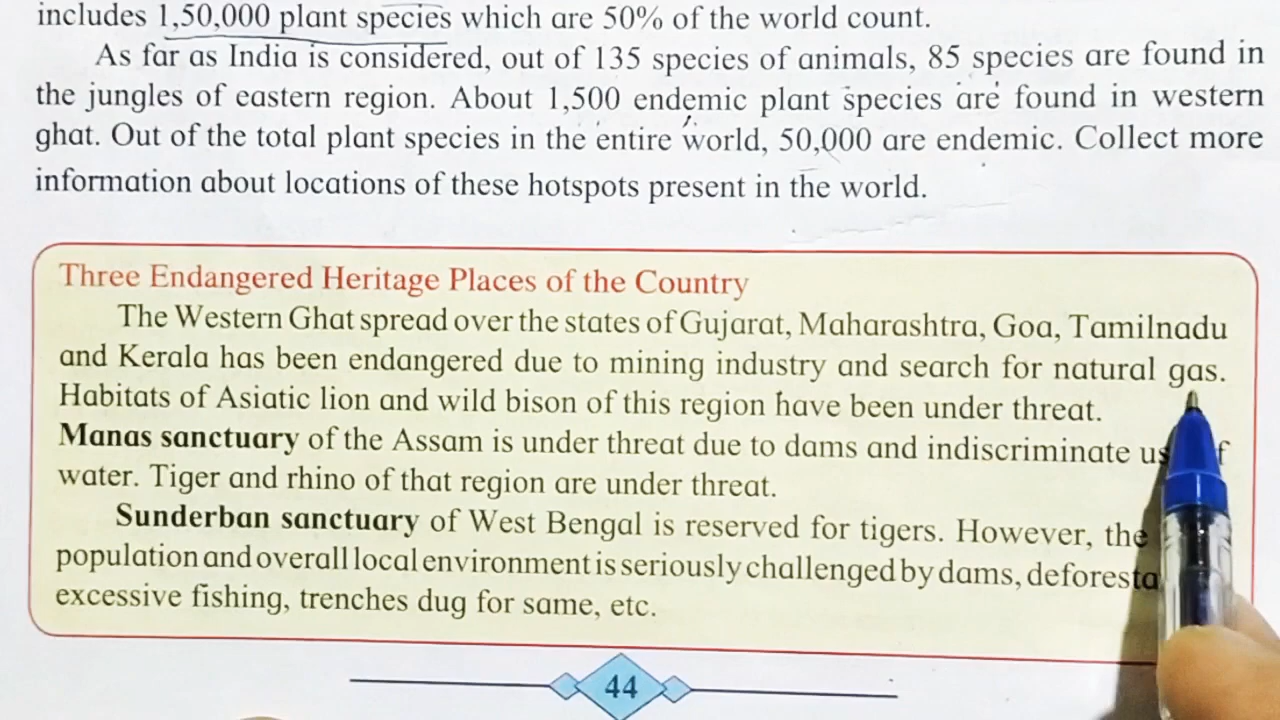 includes 1,50,000 plant species which are 50% of the world count.
As far as India is considered, out of 135 species of animals, 85 species are found in
the jungles of eastern region. About 1,500 endemic plant species are found in western
ghat. Out of the total plant species in the entire world, 50,000 are endemic. Collect more
information about locations of these hotspots present in the world.
Three Endangered Heritage Places of the Country
The Western Ghat spread over the states of Gujarat, Maharashtra, Goa, Tamilnadu
and Kerala has been endangered due to mining industry and search for natural gas.
Habitats of Asiatic lion and wild bison of this region have been under threat.
Manas sanctuary of the Assam is under threat due to dams and indiscriminate
water. Tiger and rhino of that region are under threat.
Sunderban sanctuary of West Bengal is reserved for tigers. However, the
population and overall local environment is seriously challenged by dams,
excessive fishing, trenches dug for same, etc.
44